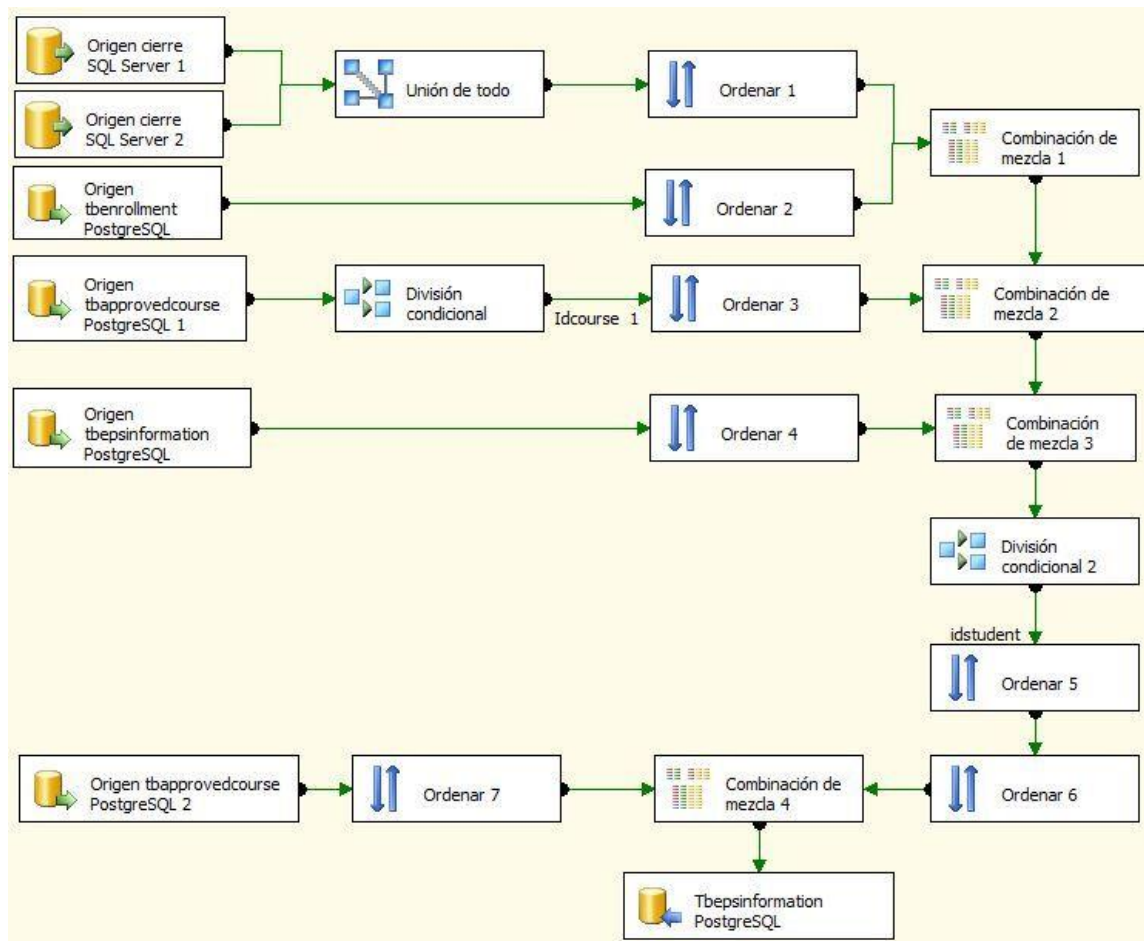 Origen cierre
SQL Server 1
Unión de todo
Ordenar 1
Origen cierre
SQL Server 2
Combinación de
mezcla 1
Origen
tbenrollment
PostgreSQL
Ordenar 2
Origen
tbapprovedcourse
PostgreSQL 1
División
condicional
Idcourse 1
Ordenar 3
Combinación de
mezcla 2
Origen
tbepsinformation
PostgreSQL
Ordenar 4
Combinación
de mezcla 3
División
condicional 2
idstudent
Ordenar 5
Origen tbapprovedcourse
PostgreSQL 2
Ordenar 7
Combinación de
mezcla 4
Ordenar 6
Tbepsinformation
PostgreSQL